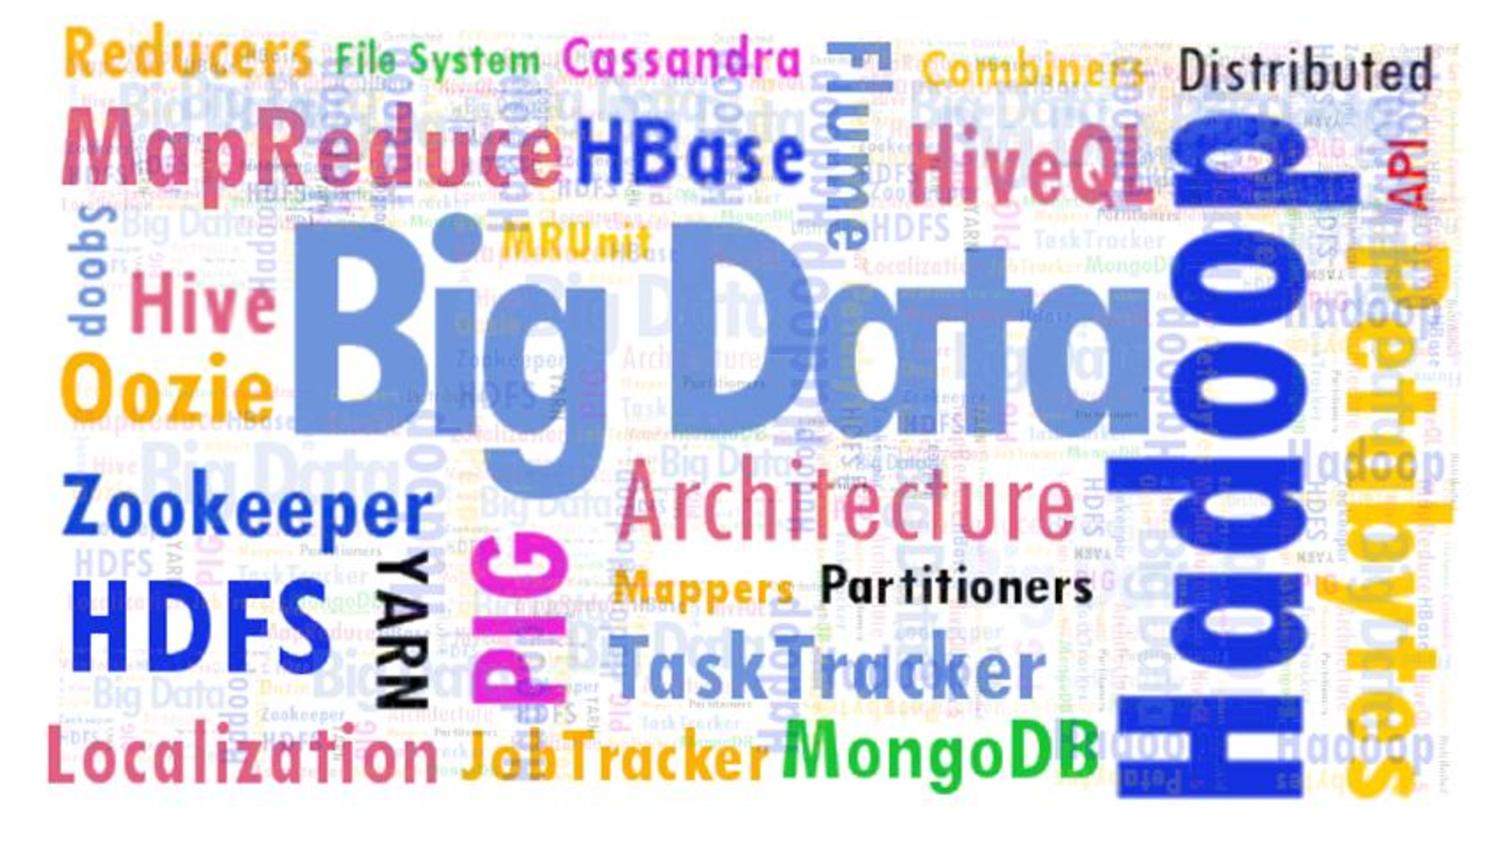 Reducers File System Cassandra Flume Combiners Distributed
MapReduce HBase HiveQL Hadoop API
sqoop Hive Big Data MRUnit Petabytes
Oozie
Zookeeper Architecture
HDFS YARN PIG Mappers Partitioners
TaskTracker
Localization JobTracker MongoDB